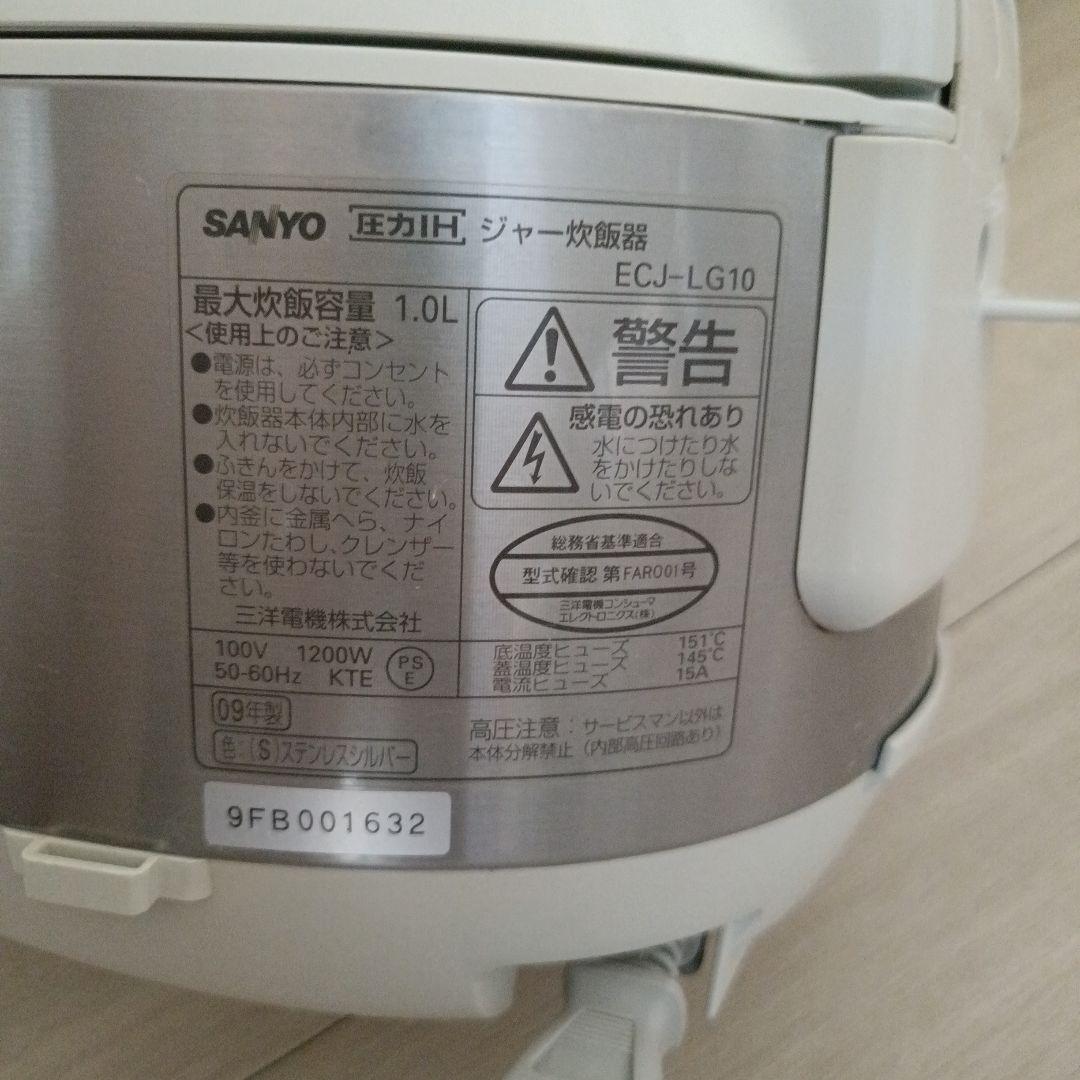 SANYO 圧力IH ジャー炊飯器
ECJ-LG10
最大炊飯容量 1.0L
<使用上のご注意>
●電源は、必ずコンセント
を使用してください。
●炊飯器本体内部に水を
入れないでください。
●ふきんをかけて、炊飯
保温をしないでください。
●内釜に金属へら、ナイ
ロンたわし、クレンザー
等を使わないでくだ
さい。
三洋電機株式会社
警告
感電の恐れあり
水につけたり水
をかけたりしな
いでください。
総務省基準適合
型式確認 第FAR001号
三洋電機コンシューマ
エレクトロニクス(株)
100V 1200W
50-60Hz KTE
PS
E
底温度ヒューズ 151℃
蓋温度ヒューズ 145℃
電流ヒューズ 15A
09年製
色:(S)ステンレスシルバー
高圧注意:サービスマン以外は
本体分解禁止(内部高圧回路あり)
9FB001632